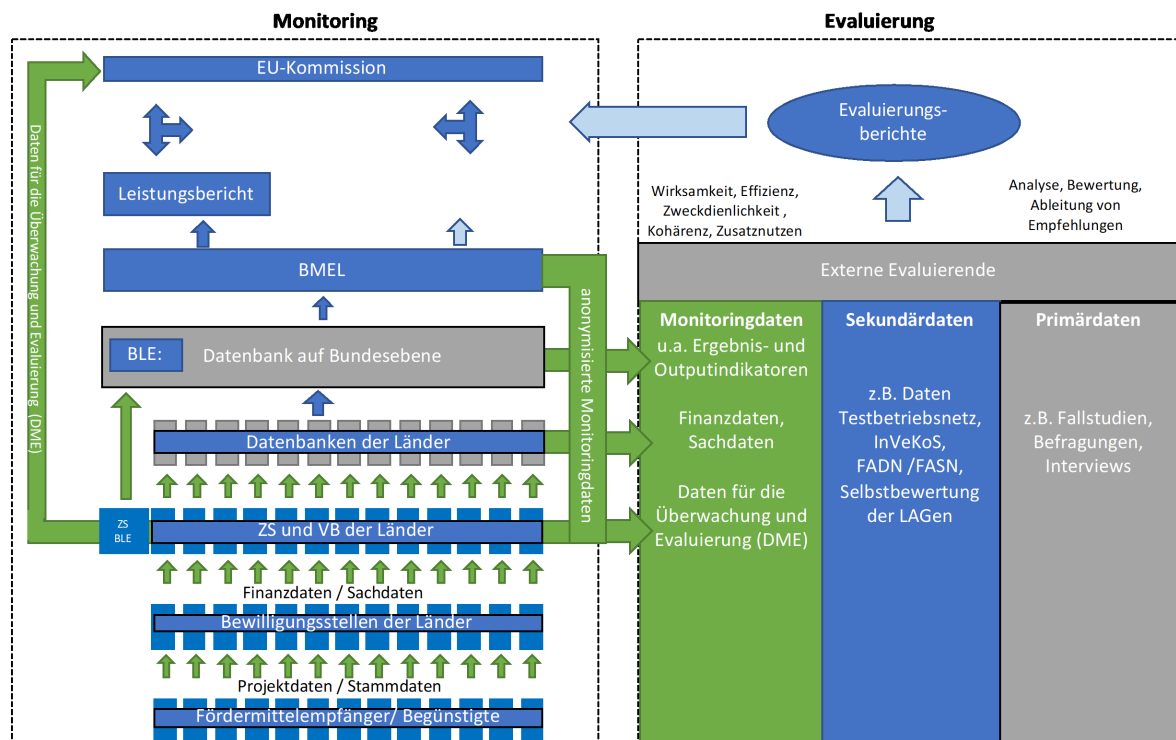 Monitoring
EU-Kommission
Daten für die Überwachung und Evaluierung (DME)
Leistungsbericht
BMEL
BLE:
Datenbank auf Bundesebene
Datenbanken der Länder
anonymisierte Monitoringdaten
ZS
BLE
ZS und VB der Länder
Finanzdaten / Sachdaten
Bewilligungsstellen der Länder
Projektdaten / Stammdaten
Fördermittelempfänger/ Begünstigte
Evaluierung
Evaluierungs-
berichte
Wirksamkeit, Effizienz,
Zweckdienlichkeit ,
Kohärenz, Zusatznutzen
Analyse, Bewertung,
Ableitung von
Empfehlungen
Externe Evaluierende
Monitoringdaten
u.a. Ergebnis- und
Outputindikatoren
Finanzdaten,
Sachdaten
Daten für die
Überwachung und
Evaluierung (DME)
Sekundärdaten
z.B. Daten
Testbetriebsnetz,
InVeKoS,
FADN /FASN,
Selbstbewertung
der LAGen
Primärdaten
z.B. Fallstudien,
Befragungen,
Interviews